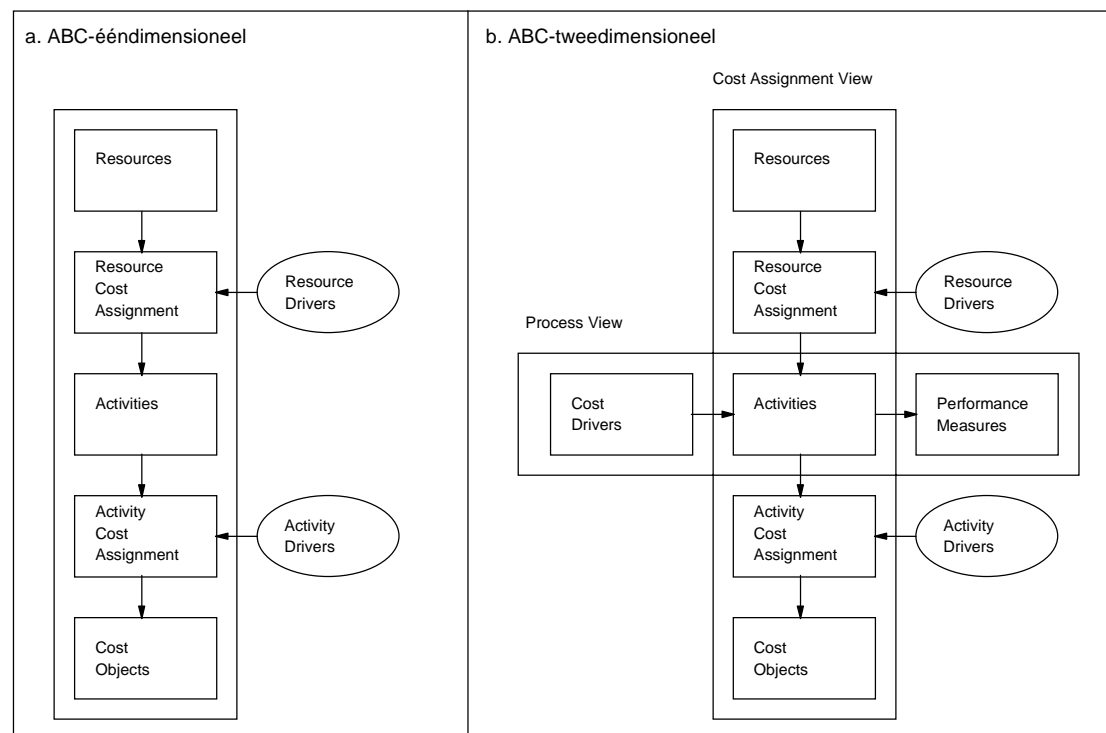 a. ABC-ééndimensioneel
Resources
Resource
Cost
Assignment
Resource
Drivers
Activities
Activity
Cost
Assignment
Activity
Drivers
Cost
Objects
b. ABC-tweedimensioneel
Cost Assignment View
Resources
Resource
Cost
Assignment
Resource
Drivers
Process View
Cost
Drivers
Activities
Performance
Measures
Activity
Cost
Assignment
Activity
Drivers
Cost
Objects